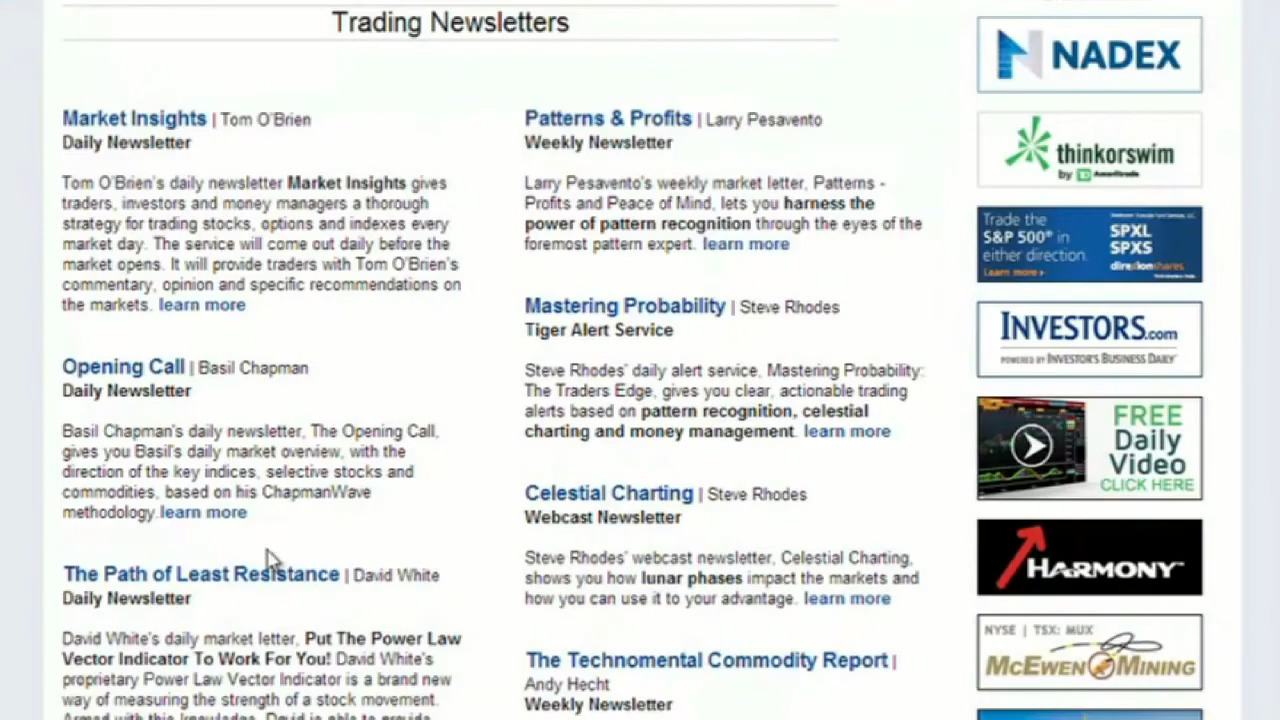 Trading Newsletters
Market Insights | Tom O'Brien
Daily Newsletter
Tom O'Brien's daily newsletter Market Insights gives
traders, investors and money managers a thorough
strategy for trading stocks, options and indexes every
market day. The service will come out daily before the
market opens. It will provide traders with Tom O'Brien's
commentary, opinion and specific recommendations on
the markets. learn more
Opening Call | Basil Chapman
Daily Newsletter
Basil Chapman's daily newsletter, The Opening Call,
gives you Basil's daily market overview, with the
direction of the key indices, selective stocks and
commodities, based on his ChapmanWave
methodology.learn more
The Path of Least Resistance | David White
Daily Newsletter
David White's daily market letter, Put The Power Law
Vector Indicator To Work For You! David White's
proprietary Power Law Vector Indicator is a brand new
way of measuring the strength of a stock movement.
Armed with this knowledge, David is able to provide
Patterns & Profits | Larry Pesavento
Weekly Newsletter
Larry Pesavento's weekly market letter, Patterns -
Profits and Peace of Mind, lets you harness the
power of pattern recognition through the eyes of the
foremost pattern expert. learn more
Mastering Probability | Steve Rhodes
Tiger Alert Service
Steve Rhodes' daily alert service, Mastering Probability:
The Traders Edge, gives you clear, actionable trading
alerts based on pattern recognition, celestial
charting and money management. learn more
Celestial Charting | Steve Rhodes
Webcast Newsletter
Steve Rhodes' webcast newsletter, Celestial Charting,
shows you how lunar phases impact the markets and
how you can use it to your advantage. learn more
The Technomental Commodity Report |
Andy Hecht
Weekly Newsletter
NADEX
thinkorswim
by TD Ameritrade
Trade the
S&P 500® in
either direction.
Learn more
SPXL
SPXS
direxionshares
INVESTORS.com
POWERED BY INVESTOR'S BUSINESS DAILY
FREE
Daily
Video
CLICK HERE
HARMONY™
NYSE | TSX: MUX
MCEWEN MINING